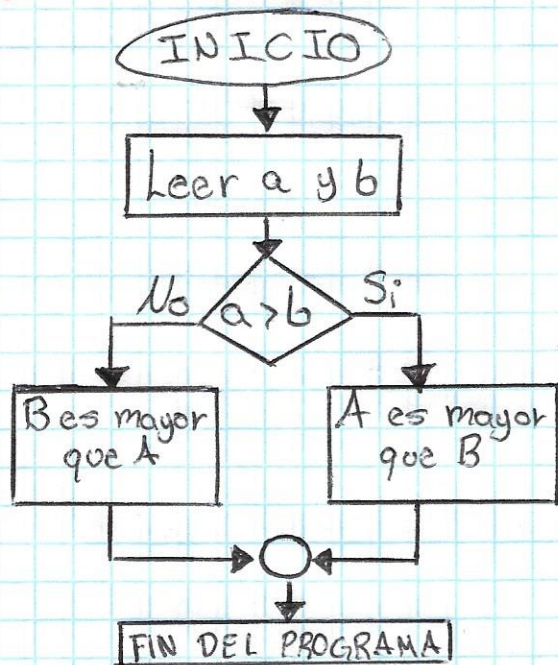 INICIO
Leer a y b
No
a>b
Si
B es mayor
que A
A es mayor
que B
FIN DEL PROGRAMA